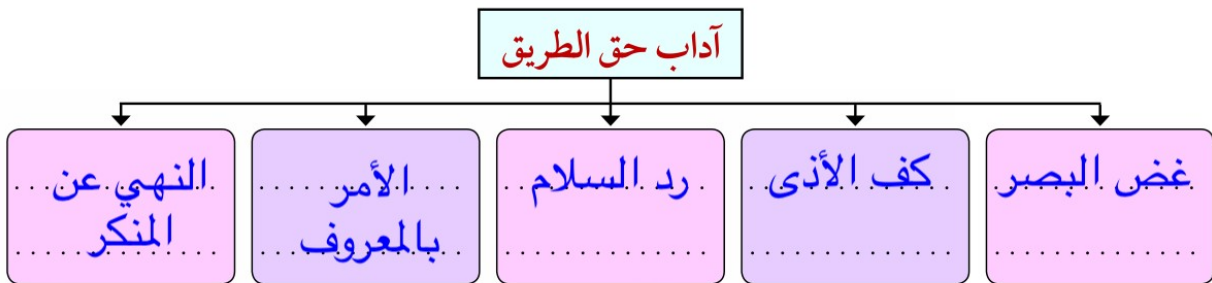 آداب حق الطريق
غض البصر
كف الأذى
رد السلام
الأمر
بالمعروف
النهي عن
المنكر